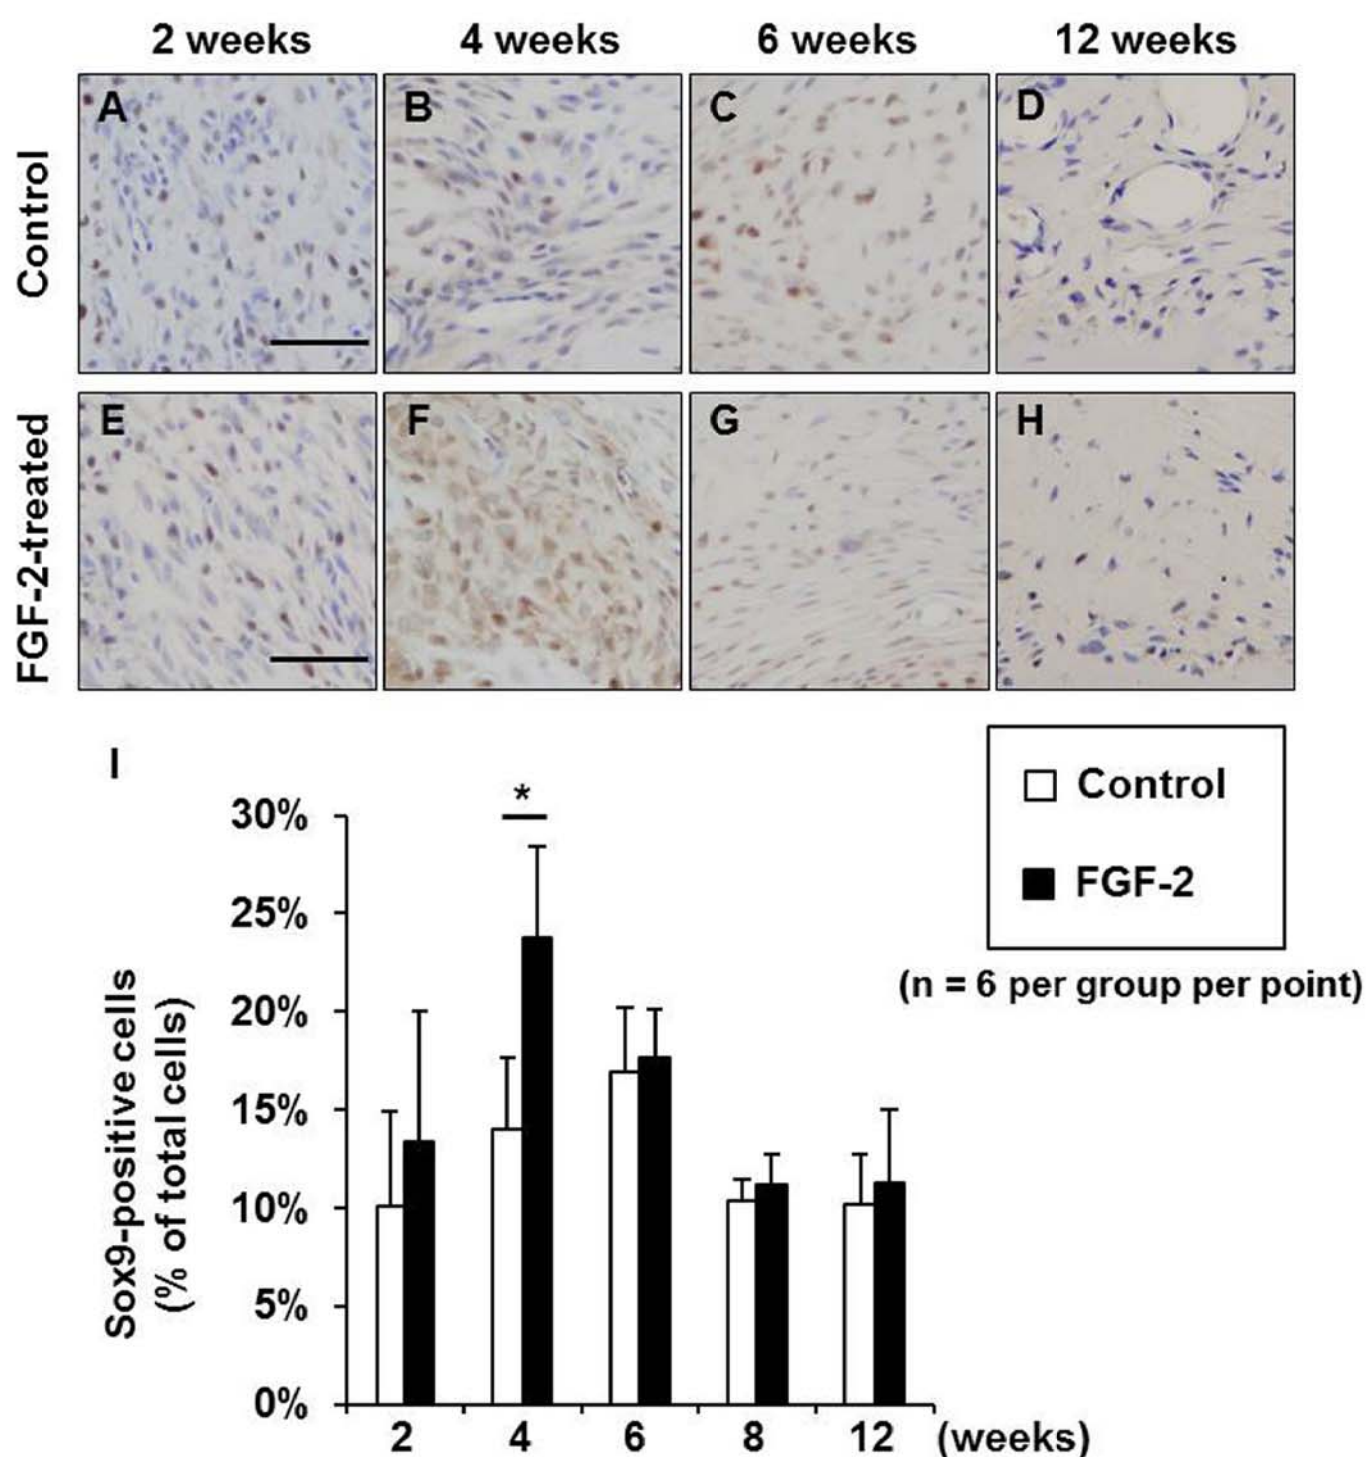 2 weeks 4 weeks 6 weeks 12 weeks
Control
A B C D
FGF-2-treated
E F G H
I
Control
FGF-2
(n = 6 per group per point)
*
Sox9-positive cells
(% of total cells)
30%
25%
20%
15%
10%
5%
0%
2 4 6 8 12 (weeks)